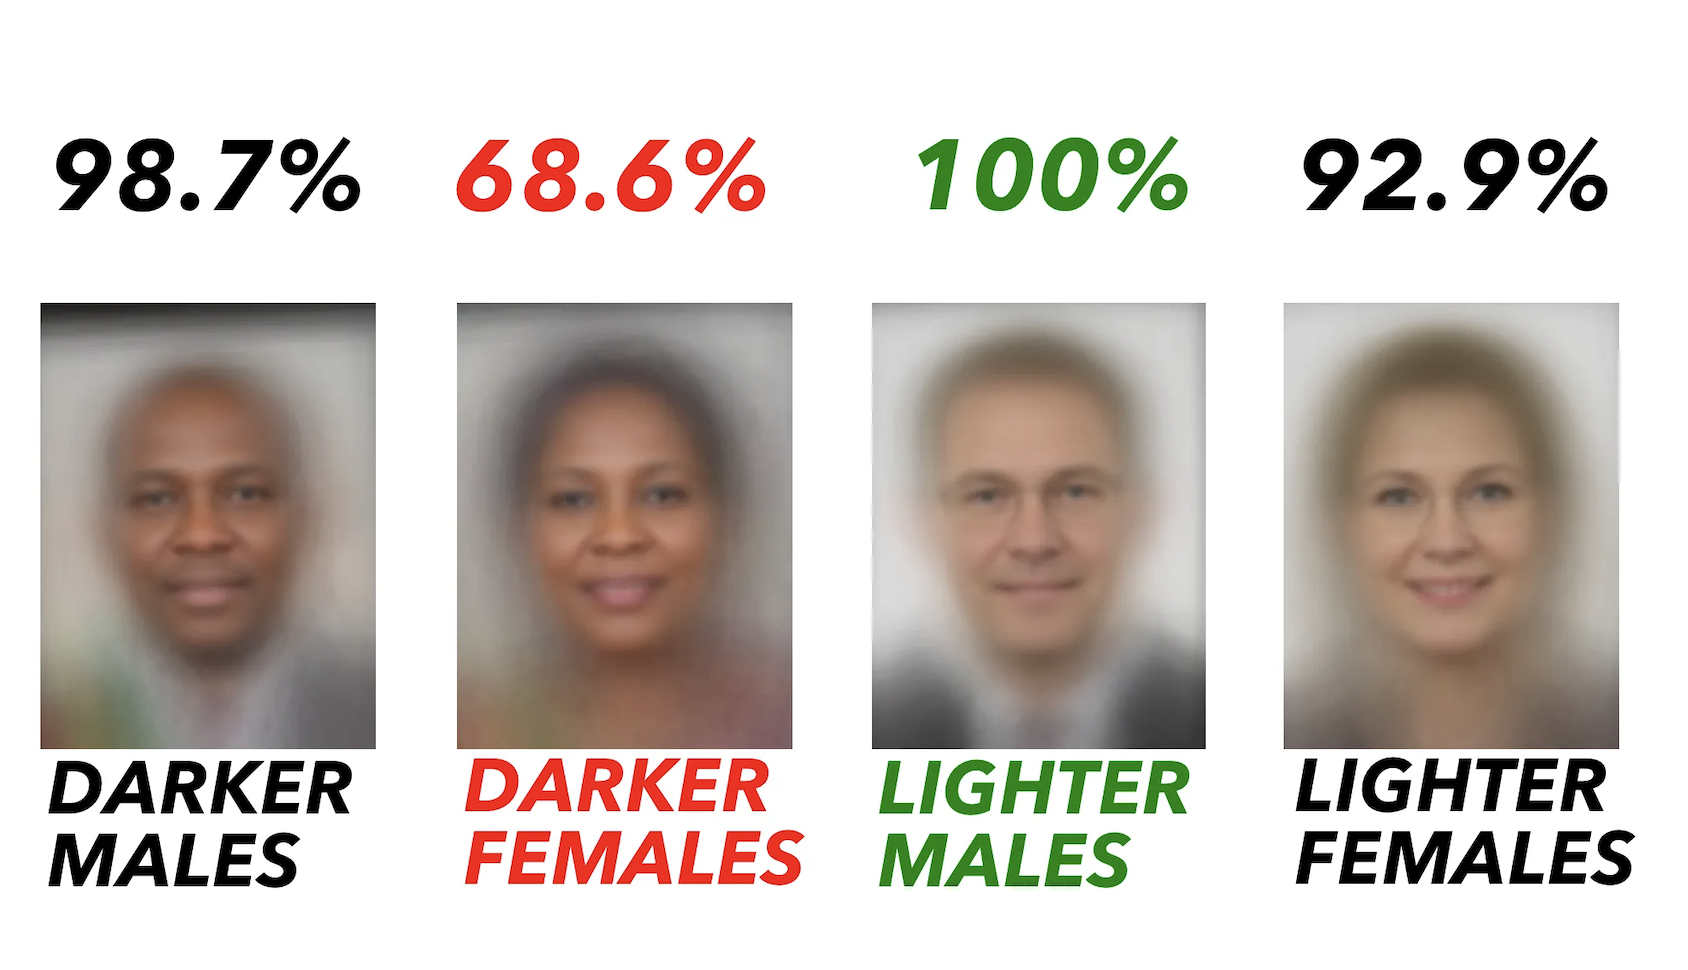 98.7% 68.6% 100% 92.9%
DARKER
MALES
DARKER
FEMALES
LIGHTER
MALES
LIGHTER
FEMALES